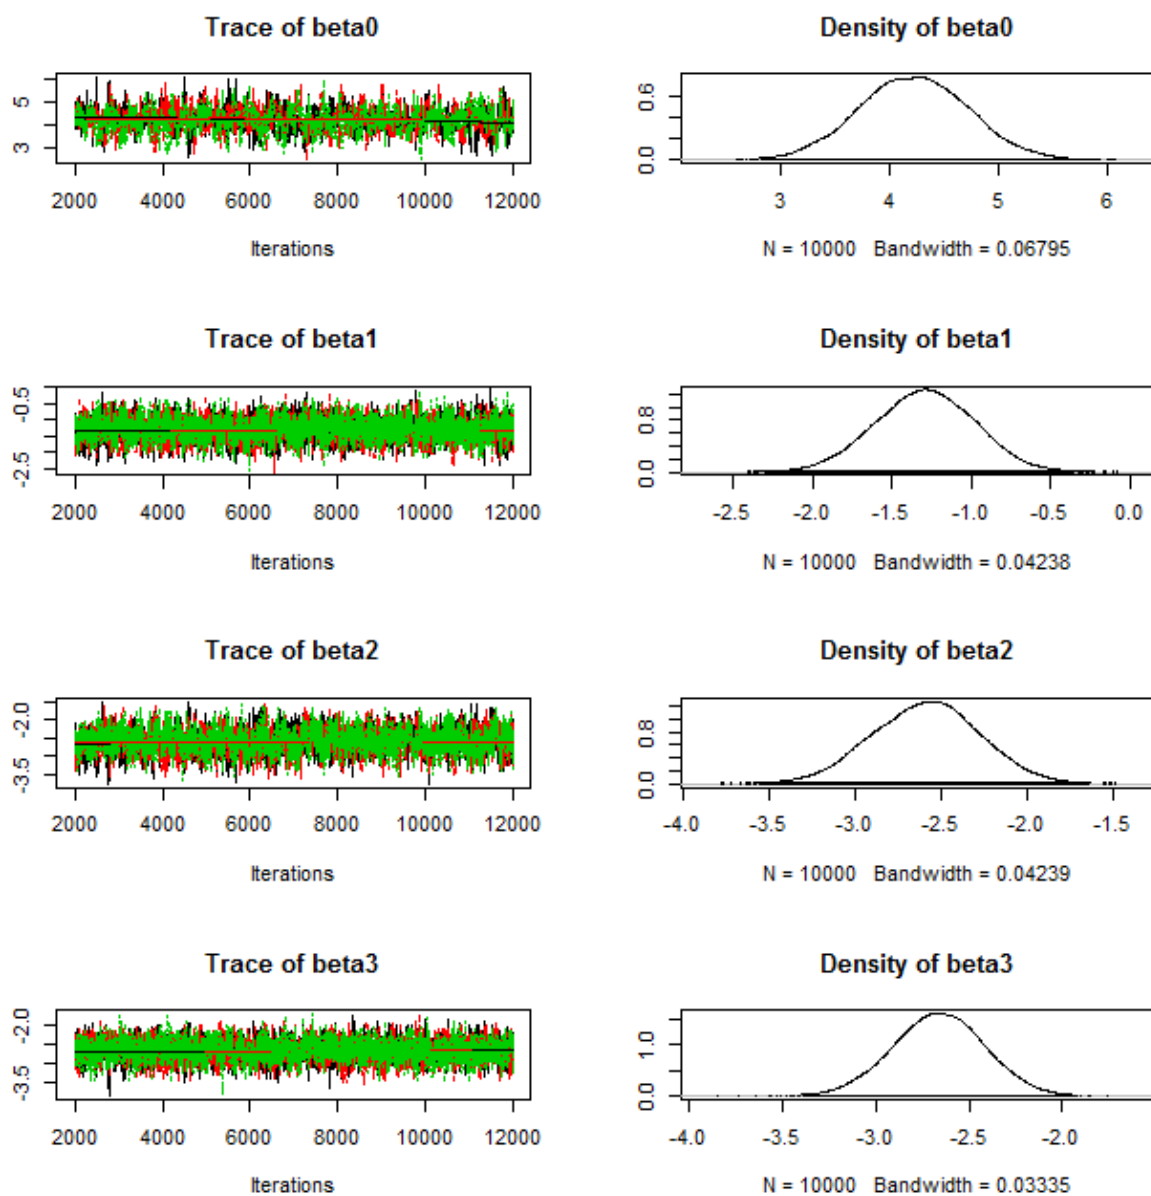 Trace of beta0
Density of beta0
5
3
2000 4000 6000 8000 10000 12000
Iterations
0.6
0.0
3 4 5 6
N = 10000 Bandwidth = 0.06795
Trace of beta1
Density of beta1
-0.5
-2.5
2000 4000 6000 8000 10000 12000
Iterations
0.8
0.0
-2.5 -2.0 -1.5 -1.0 -0.5 0.0
N = 10000 Bandwidth = 0.04238
Trace of beta2
Density of beta2
-2.0
-3.5
2000 4000 6000 8000 10000 12000
Iterations
0.8
0.0
-4.0 -3.5 -3.0 -2.5 -2.0 -1.5
N = 10000 Bandwidth = 0.04239
Trace of beta3
Density of beta3
-2.0
-3.5
2000 4000 6000 8000 10000 12000
Iterations
1.0
0.0
-4.0 -3.5 -3.0 -2.5 -2.0
N = 10000 Bandwidth = 0.03335